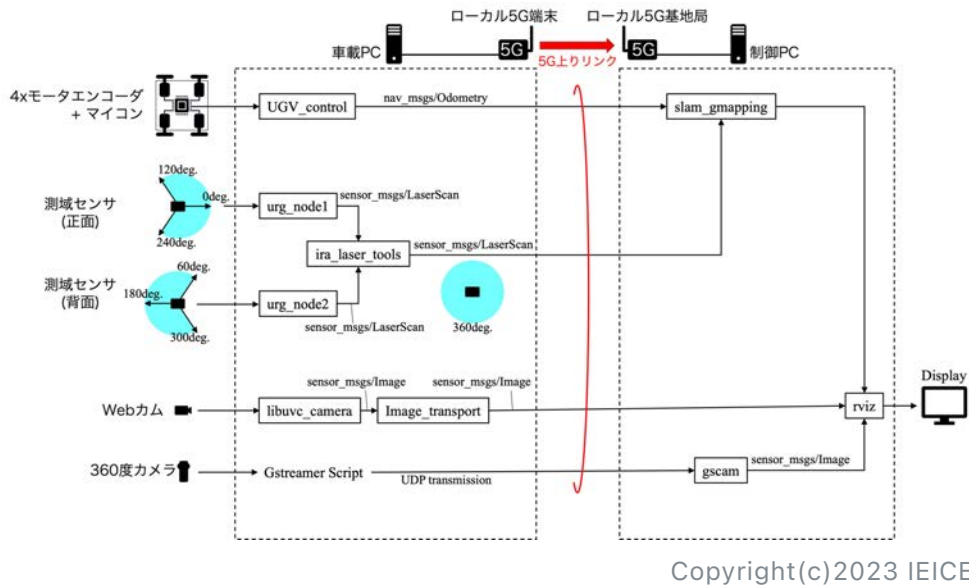 ローカル5G端末
ローカル5G基地局
車載PC
5G
5G
制御PC
5G上りリンク
4xモータエンコーダ
+ マイコン
UGV_control
nav_msgs/Odometry
slam_gmapping
120deg.
0deg.
240deg.
測域センサ
(正面)
urg_node1
sensor_msgs/LaserScan
ira_laser_tools
sensor_msgs/LaserScan
60deg.
180deg.
300deg.
測域センサ
(背面)
urg_node2
sensor_msgs/LaserScan
360deg.
Webカム
libuvc_camera
sensor_msgs/Image
Image_transport
sensor_msgs/Image
rviz
Display
360度カメラ
Gstreamer Script
UDP transmission
gscam
sensor_msgs/Image
Copyright(c)2023 IEICE